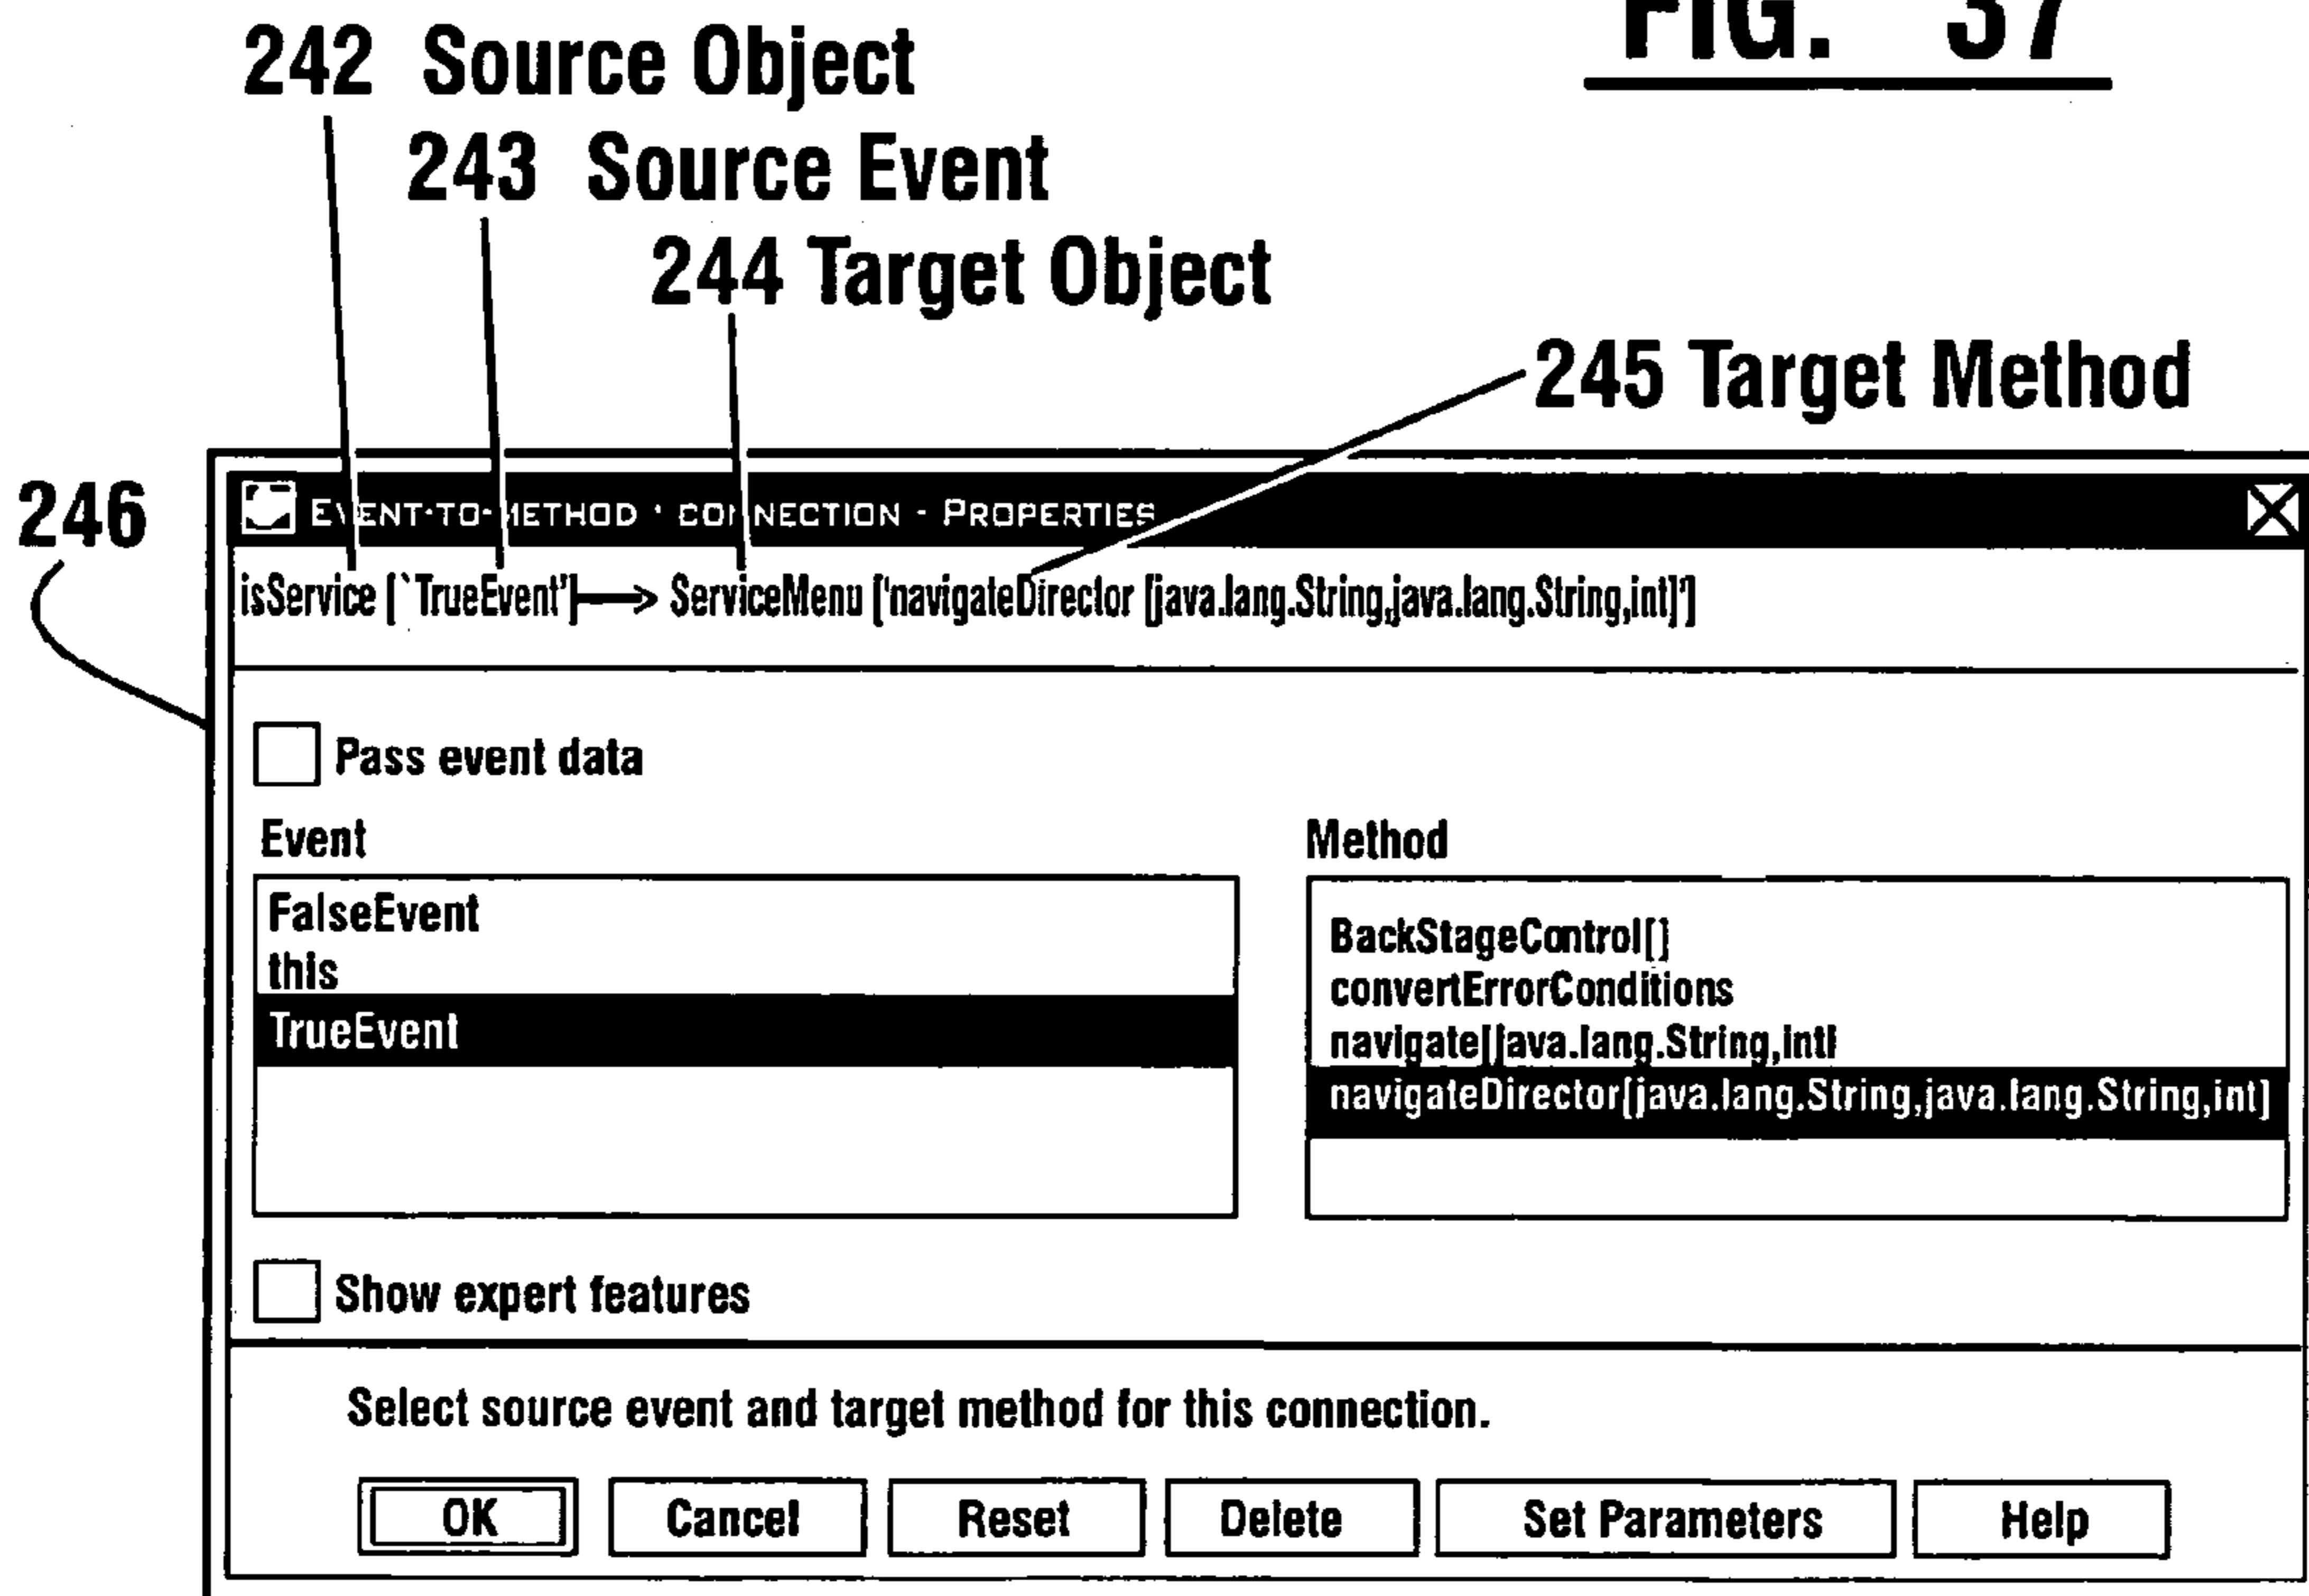 FIG. 37
242 Source Object
243 Source Event
244 Target Object
245 Target Method
246
EVENT-TO-METHOD · CONNECTION - PROPERTIES
isService [`TrueEvent'] → ServiceMenu ['navigateDirector [java.lang.String,java.lang.String,int]']
Pass event data
Event
Method
FalseEvent
this
TrueEvent
BackStageControl[]
convertErrorConditions
navigate[java.lang.String,int]
navigateDirector[java.lang.String,java.lang.String,int]
Show expert features
Select source event and target method for this connection.
OK Cancel Reset Delete Set Parameters Help